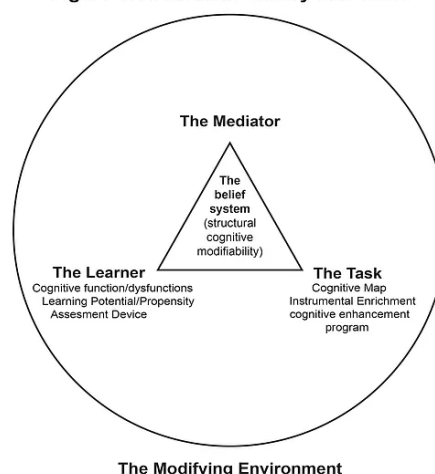 The Mediator
The
belief
system
(structural
cognitive
modifiability)
The Learner
Cognitive function/dysfunctions
Learning Potential/Propensity
Assesment Device
The Task
Cognitive Map
Instrumental Enrichment
cognitive enhancement
program
The Modifying Environment